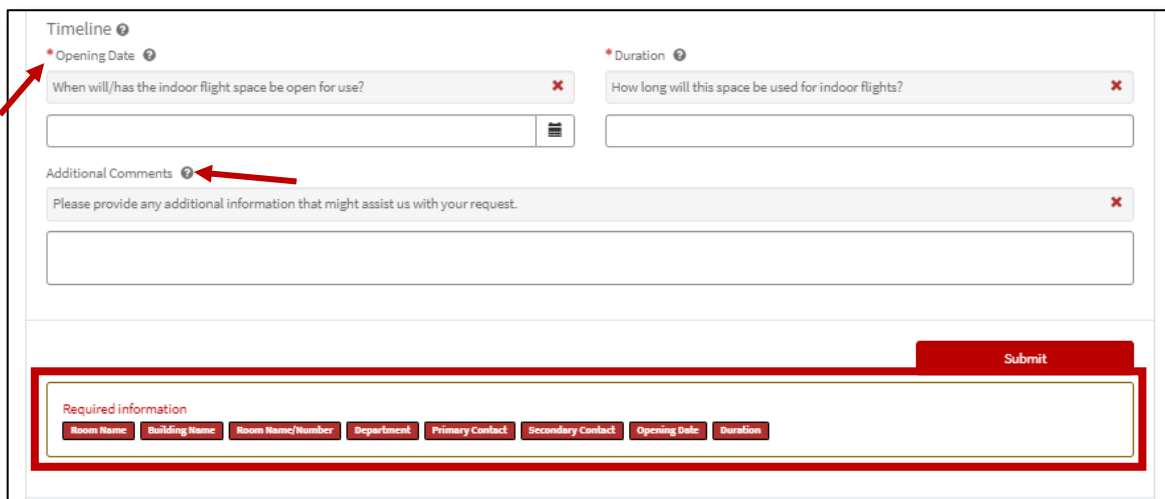 Timeline
* Opening Date
* Duration
When will/has the indoor flight space be open for use?
How long will this space be used for indoor flights?
Additional Comments
Please provide any additional information that might assist us with your request.
Submit
Required information
Room Name Building Name Room Name/Number Department Primary Contact Secondary Contact Opening Date Duration